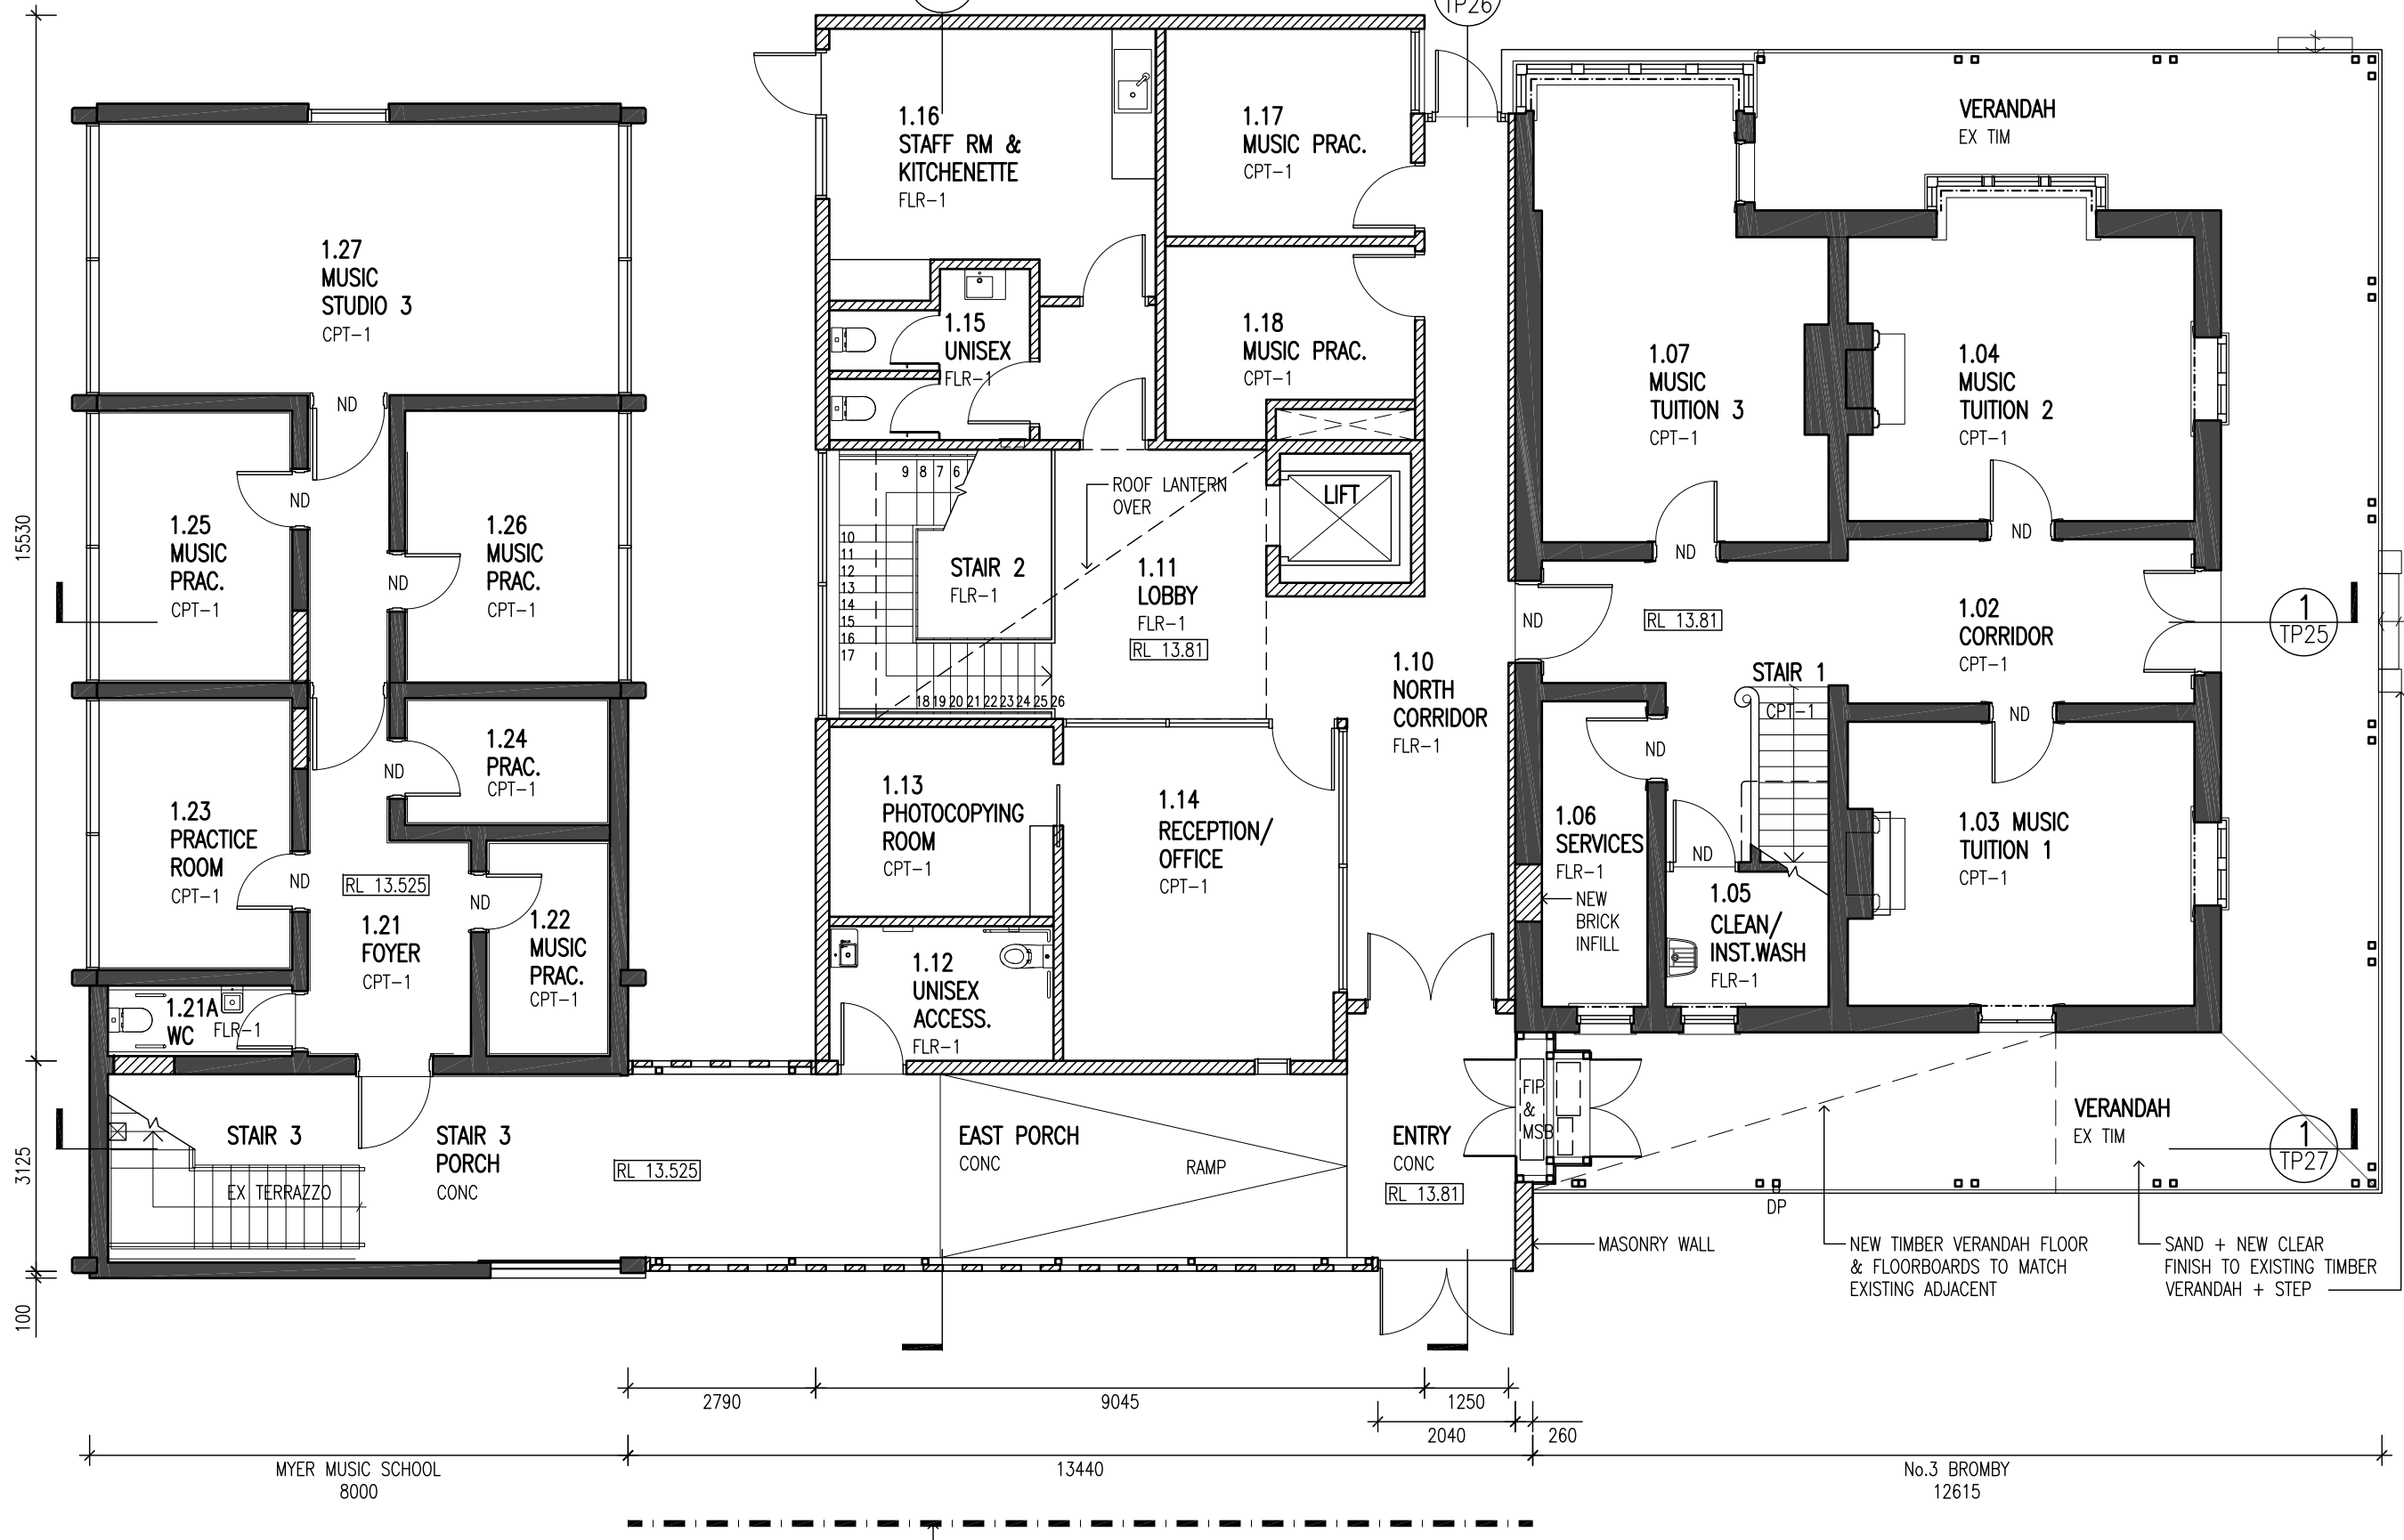 TP26
15530
3125
100
1.27
MUSIC
STUDIO 3
CPT-1
ND
1.25
MUSIC
PRAC.
CPT-1
ND
1.26
MUSIC
PRAC.
CPT-1
ND
1.23
PRACTICE
ROOM
CPT-1
ND
1.24
PRAC.
CPT-1
ND
RL 13.525
1.21
FOYER
CPT-1
1.22
MUSIC
PRAC.
CPT-1
ND
1.21A
WC
FLR-1
STAIR 3
EX TERRAZZO
STAIR 3
PORCH
CONC
RL 13.525
1.16
STAFF RM &
KITCHENETTE
FLR-1
1.17
MUSIC PRAC.
CPT-1
1.15
UNISEX
FLR-1
1.18
MUSIC PRAC.
CPT-1
9 8 7 6
10
11
12
13
14
15
16
17
18 19 20 21 22 23 24 25 26
STAIR 2
FLR-1
ROOF LANTERN
OVER
LIFT
1.11
LOBBY
FLR-1
RL 13.81
1.10
NORTH
CORRIDOR
FLR-1
1.13
PHOTOCOPYING
ROOM
CPT-1
1.14
RECEPTION/
OFFICE
CPT-1
1.12
UNISEX
ACCESS.
FLR-1
EAST PORCH
CONC
RAMP
ENTRY
CONC
RL 13.81
FIP
&
MSB
VERANDAH
EX TIM
1.07
MUSIC
TUITION 3
CPT-1
ND
1.04
MUSIC
TUITION 2
CPT-1
ND
ND
RL 13.81
1.02
CORRIDOR
CPT-1
1
TP25
STAIR 1
CPT-1
ND
ND
1.06
SERVICES
FLR-1
NEW
BRICK
INFILL
ND
1.05
CLEAN/
INST.WASH
FLR-1
1.03 MUSIC
TUITION 1
CPT-1
VERANDAH
EX TIM
1
TP27
DP
MASONRY WALL
NEW TIMBER VERANDAH FLOOR
& FLOORBOARDS TO MATCH
EXISTING ADJACENT
SAND + NEW CLEAR
FINISH TO EXISTING TIMBER
VERANDAH + STEP
2790
9045
1250
2040
260
MYER MUSIC SCHOOL
8000
13440
No.3 BROMBY
12615